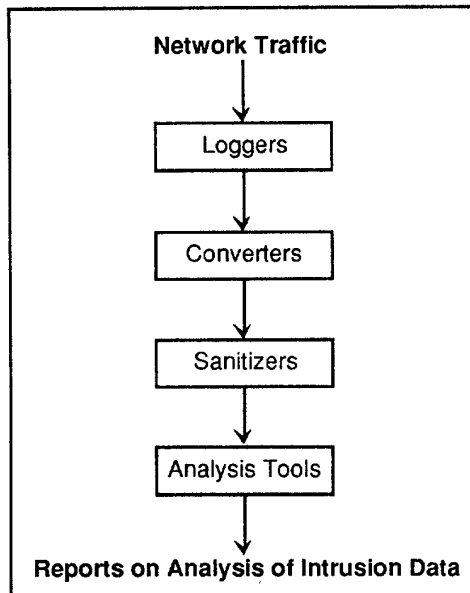 Network Traffic
Loggers
Converters
Sanitizers
Analysis Tools
Reports on Analysis of Intrusion Data